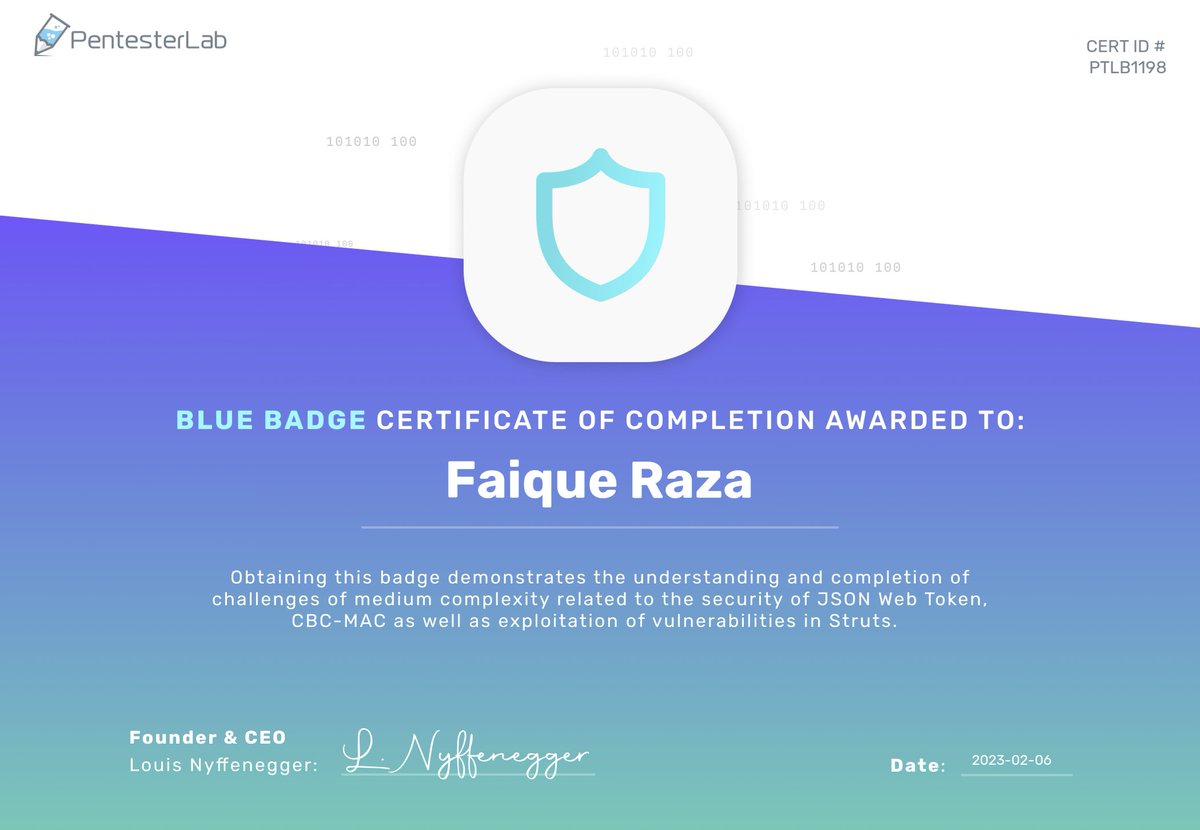 PentesterLab
CERT ID #
PTLB1198
101010 100
101010 100
101010 100
101010 100
101010 100
BLUE BADGE CERTIFICATE OF COMPLETION AWARDED TO:
Faique Raza
Obtaining this badge demonstrates the understanding and completion of
challenges of medium complexity related to the security of JSON Web Token,
CBC-MAC as well as exploitation of vulnerabilities in Struts.
Founder & CEO
Louis Nyffenegger:
L. Nyffenegger
Date: 2023-02-06